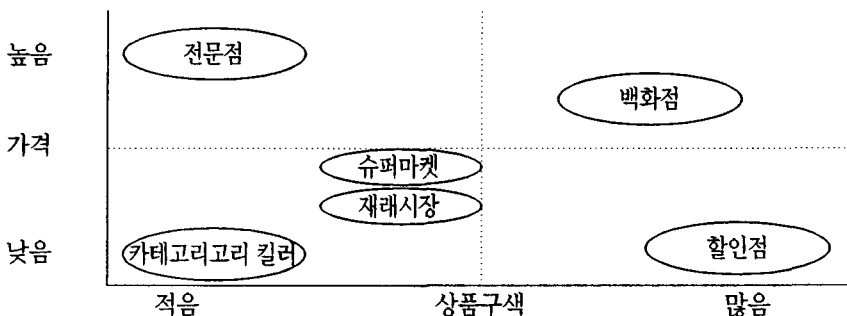 높음
전문점
백화점
가격
슈퍼마켓
재래시장
낮음
카테고리고리 킬러
할인점
적음
상품구색
많음